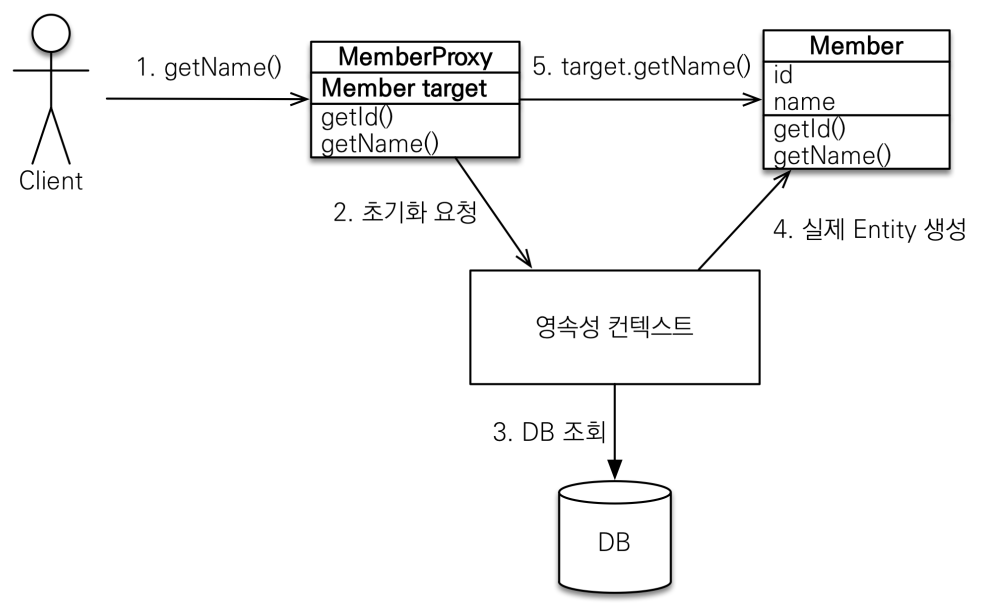 1. getName()
Client
MemberProxy
Member target
getId()
getName()
5. target.getName()
Member
id
name
getId()
getName()
2. 초기화 요청
4. 실제 Entity 생성
영속성 컨텍스트
3. DB 조회
DB